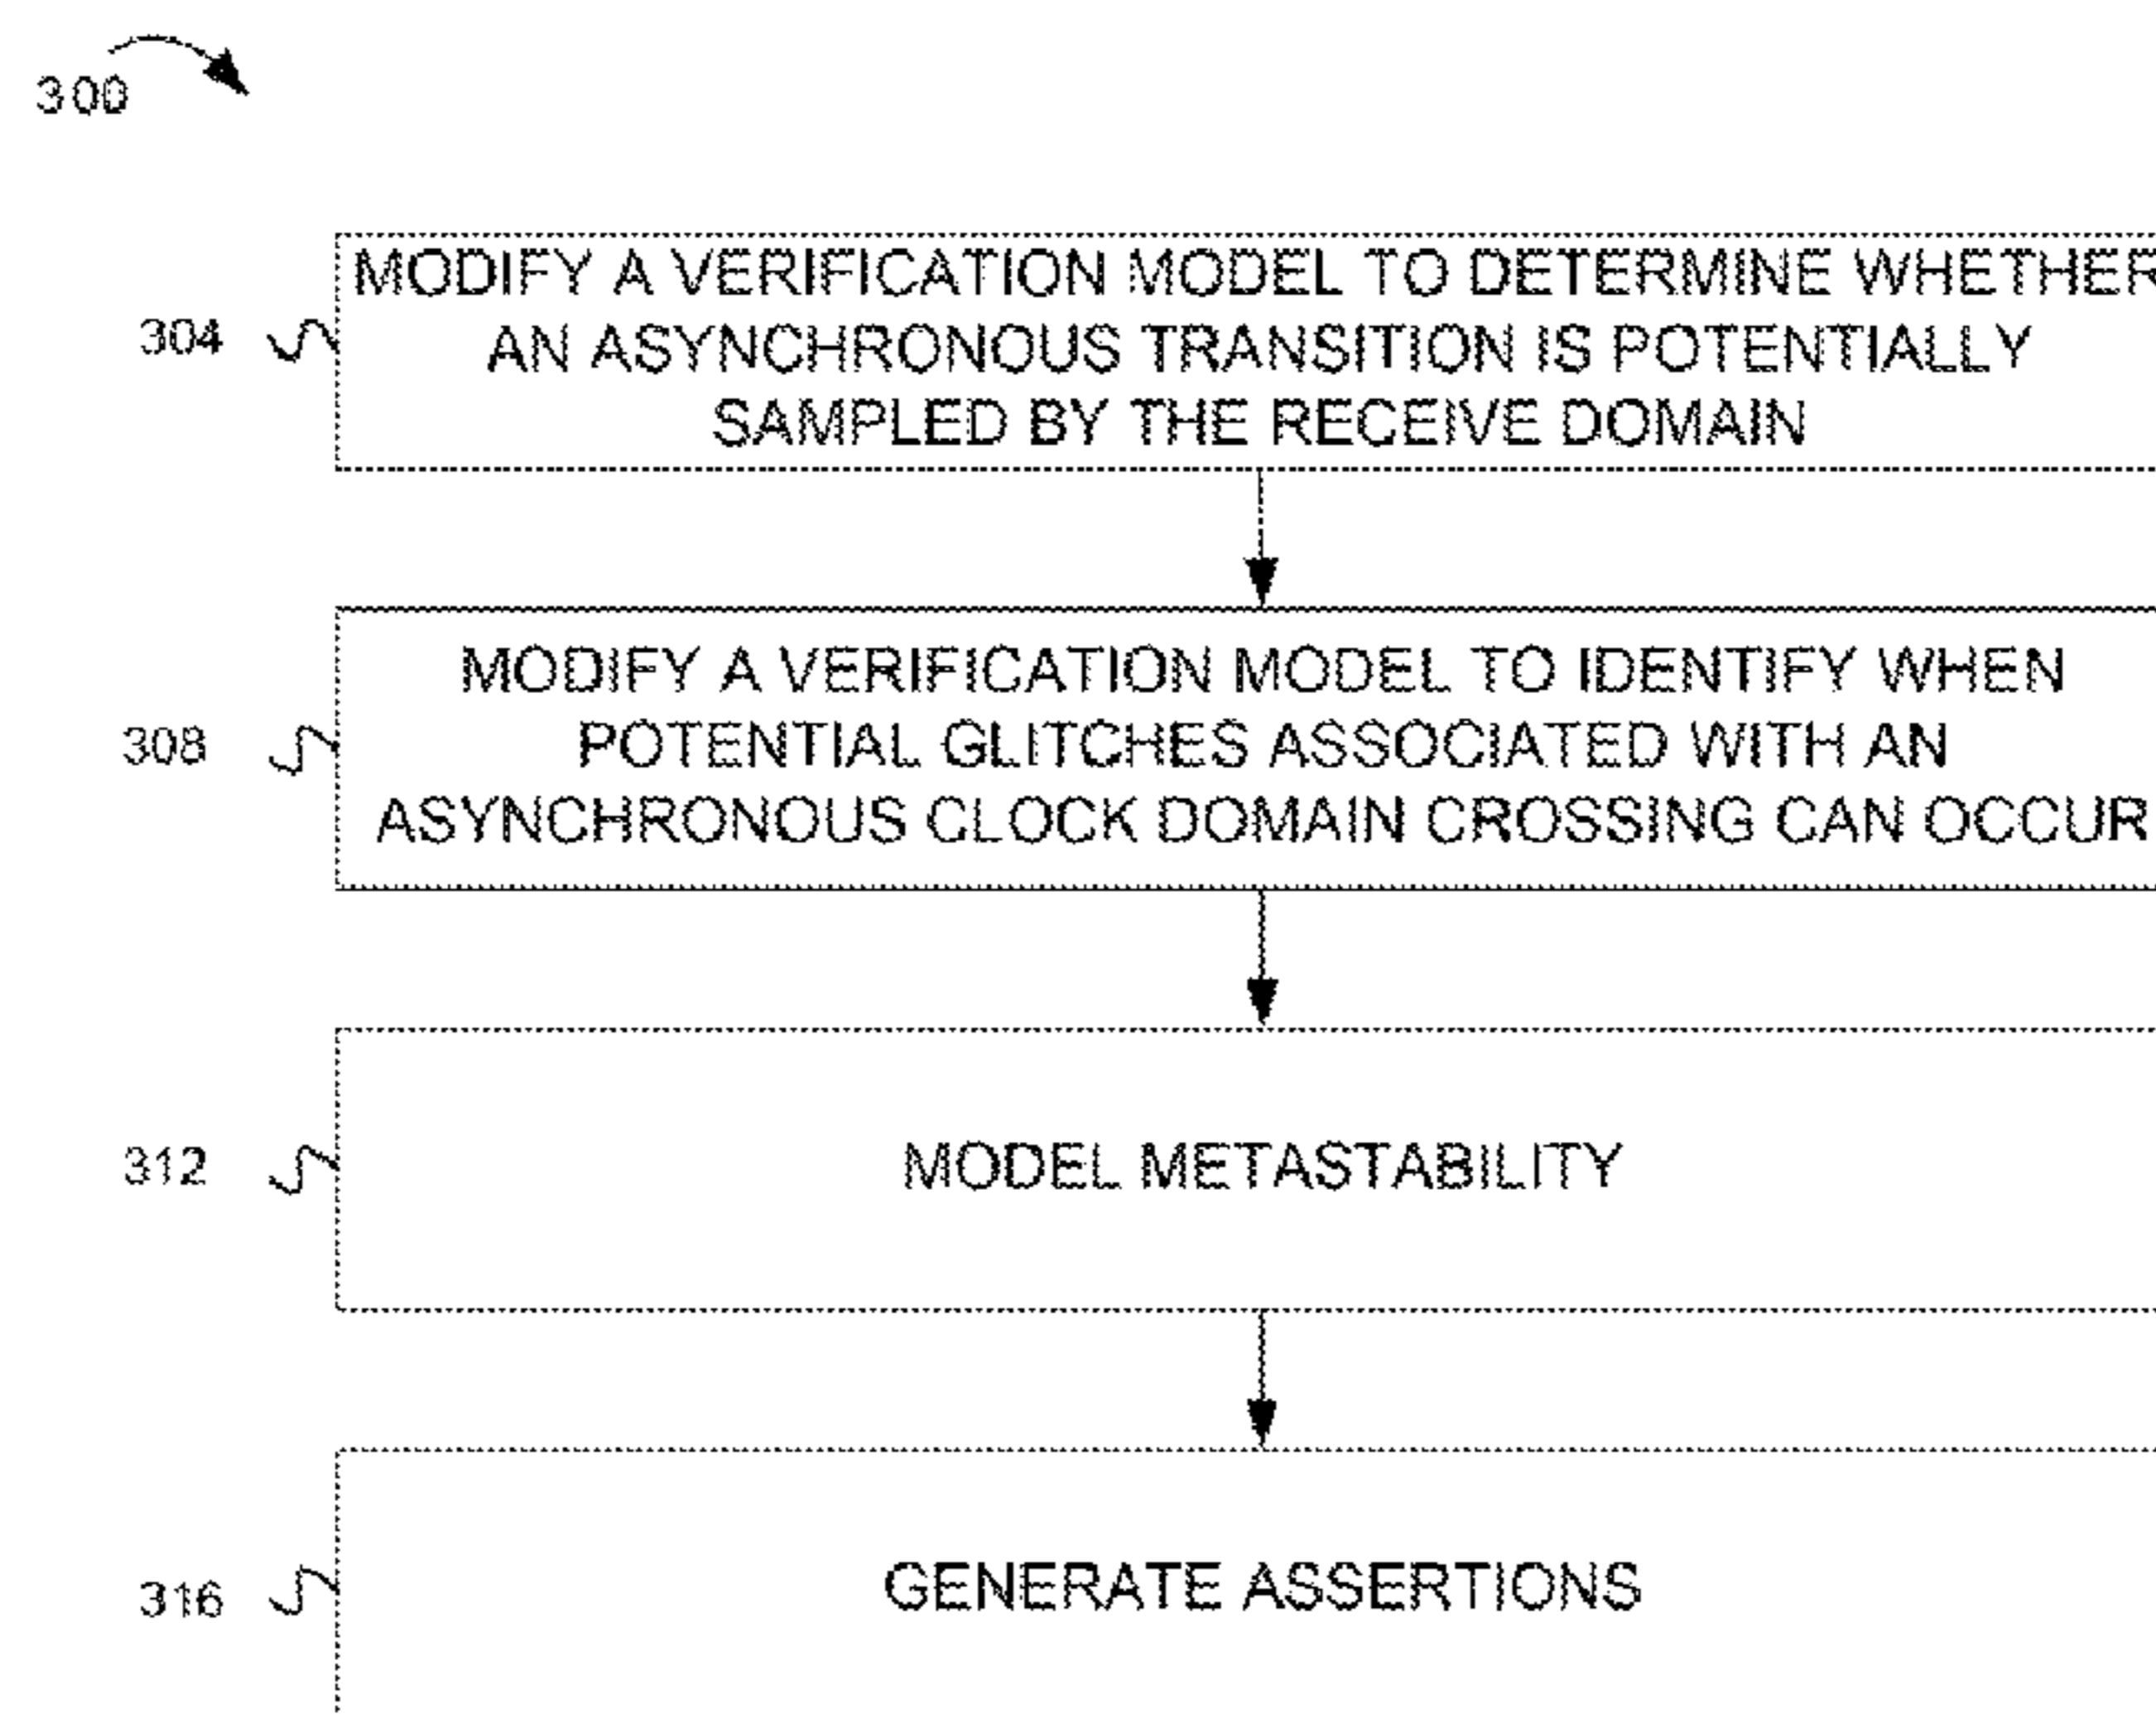 300
MODIFY A VERIFICATION MODEL TO DETERMINE WHETHER
304
AN ASYNCHRONOUS TRANSITION IS POTENTIALLY
SAMPLED BY THE RECEIVE DOMAIN
MODIFY A VERIFICATION MODEL TO IDENTIFY WHEN
308
POTENTIAL GLITCHES ASSOCIATED WITH AN
ASYNCHRONOUS CLOCK DOMAIN CROSSING CAN OCCUR
312
MODEL METASTABILITY
316
GENERATE ASSERTIONS